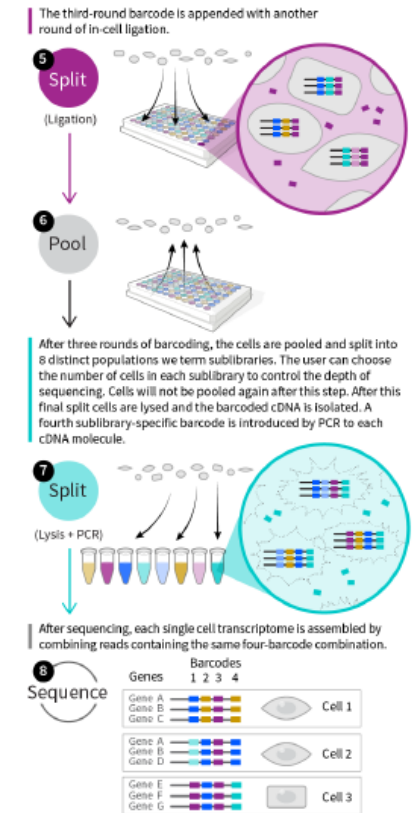 The third-round barcode is appended with another
round of in-cell ligation.
5
Split
(Ligation)
6
Pool
After three rounds of barcoding, the cells are pooled and split into
8 distinct populations we term sublibraries. The user can choose
the number of cells in each sublibrary to control the depth of
sequencing. Cells will not be pooled again after this step. After this
final split cells are lysed and the barcoded cDNA is isolated. A
fourth sublibrary-specific barcode is introduced by PCR to each
cDNA molecule.
7
Split
(Lysis + PCR)
After sequencing, each single cell transcriptome is assembled by
combining reads containing the same four-barcode combination.
8
Sequence
Barcodes
Genes 1 2 3 4
Gene A
Gene B
Gene C
Cell 1
Gene A
Gene B
Gene D
Cell 2
Gene E
Gene F
Gene G
Cell 3